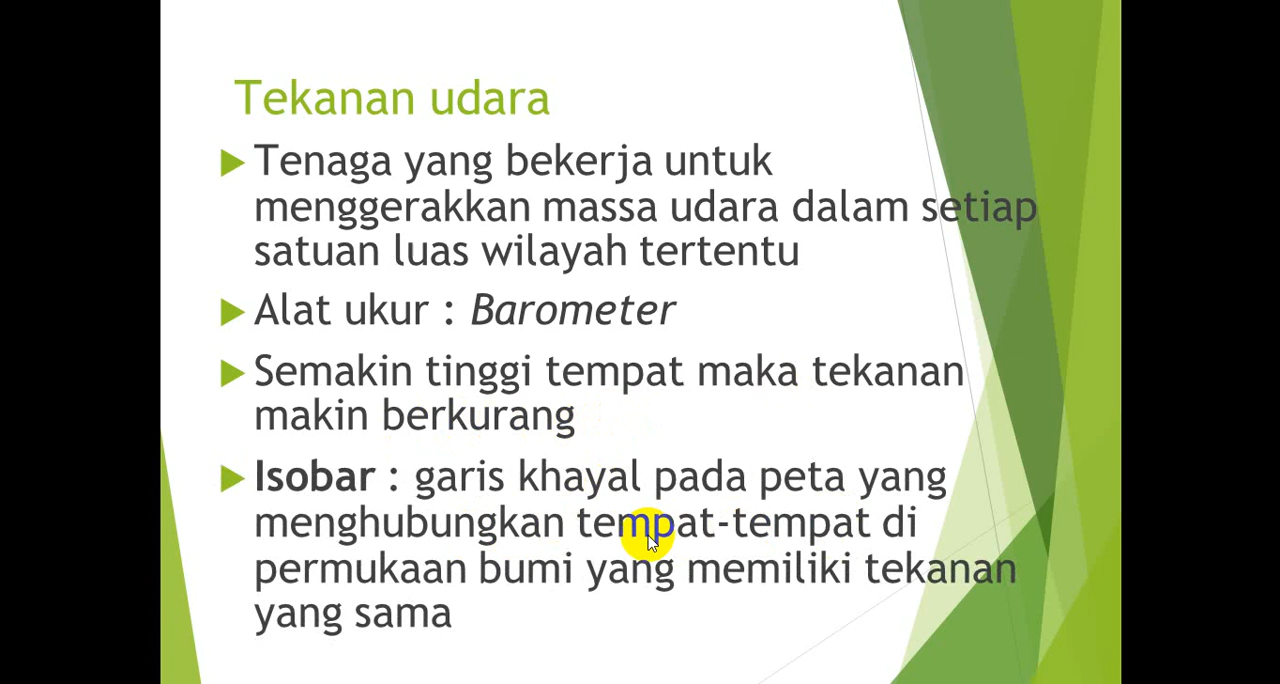 Tekanan udara
Tenaga yang bekerja untuk
menggerakkan massa udara dalam setiap
satuan luas wilayah tertentu
Alat ukur : Barometer
Semakin tinggi tempat maka tekanan
makin berkurang
Isobar : garis khayal pada peta yang
menghubungkan tempat-tempat di
permukaan bumi yang memiliki tekanan
yang sama